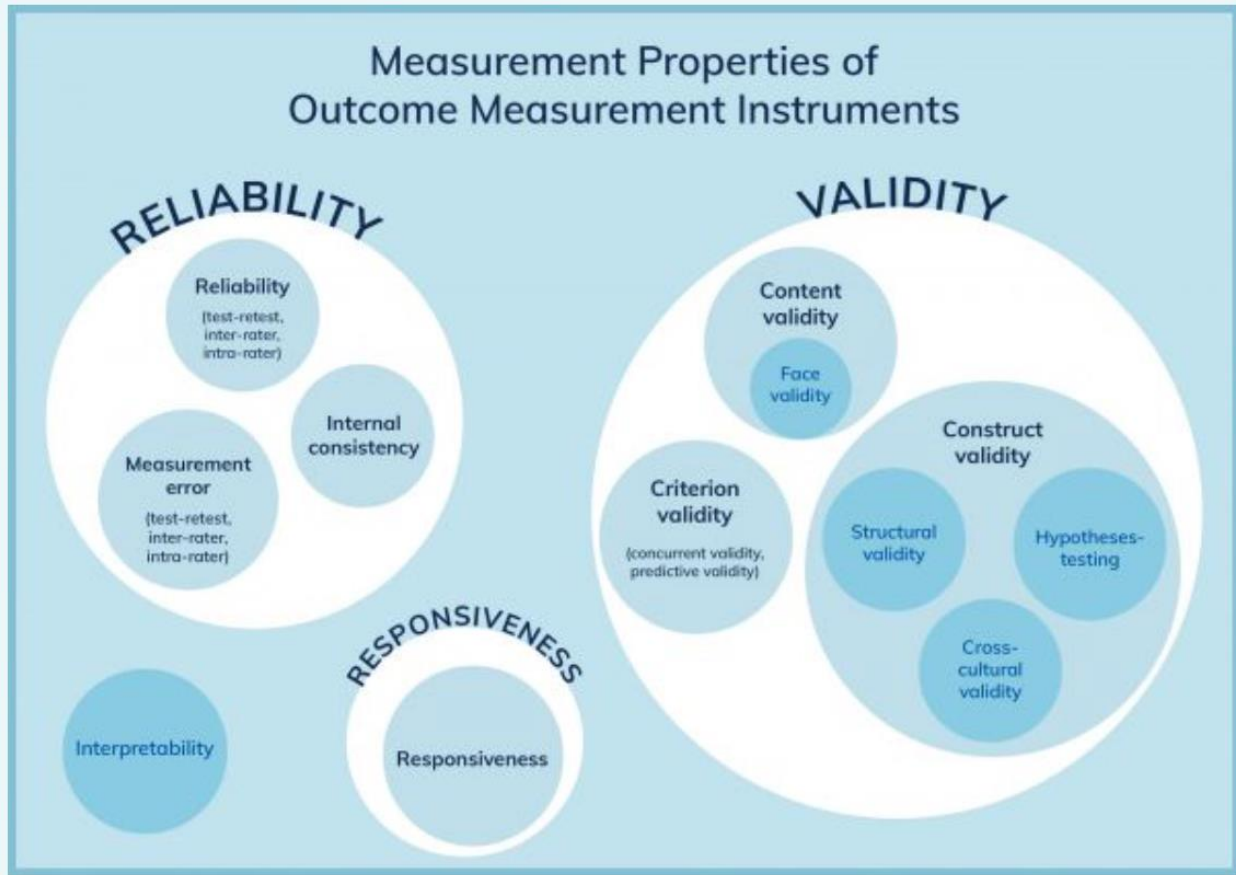 Measurement Properties of
Outcome Measurement Instruments
RELIABILITY
Reliability
(test-retest,
inter-rater,
intra-rater)
Internal
consistency
Measurement
error
(test-retest,
inter-rater,
intra-rater)
VALIDITY
Content
validity
Face
validity
Criterion
validity
(concurrent validity,
predictive validity)
Construct
validity
Structural
validity
Hypotheses-
testing
Cross-
cultural
validity
RESPONSIVENESS
Responsiveness
Interpretability